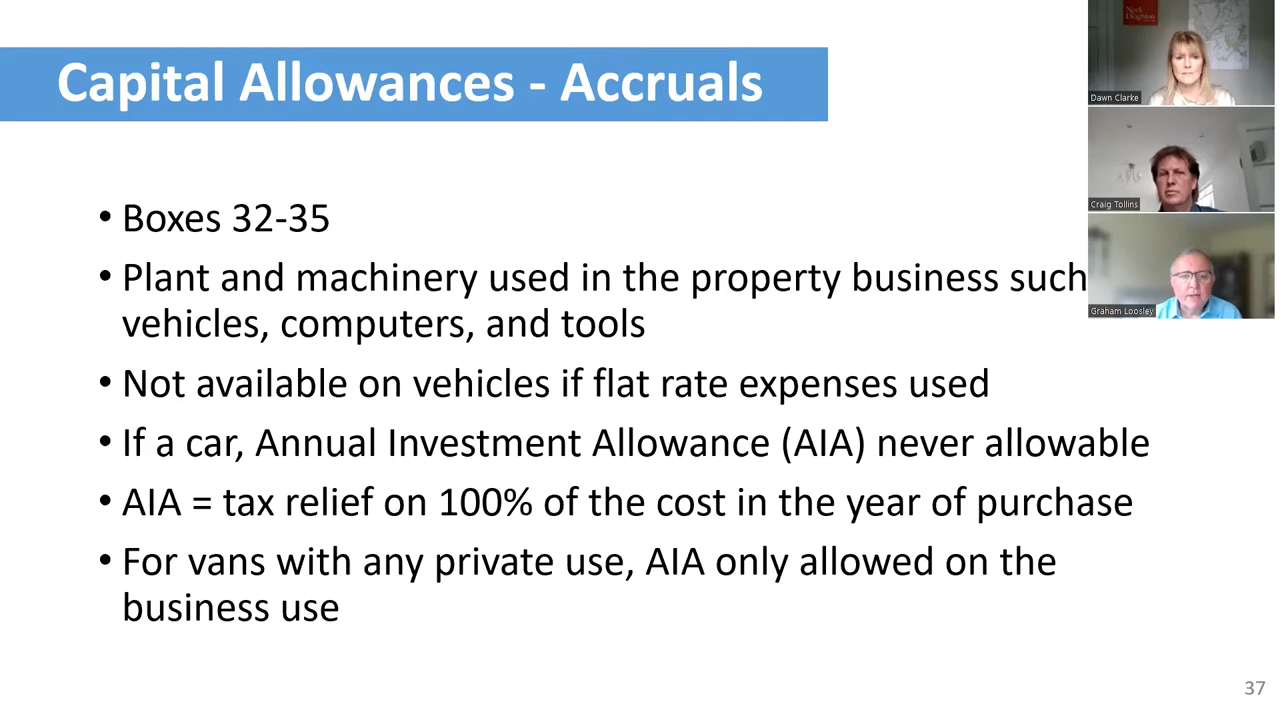 Capital Allowances - Accruals
• Boxes 32-35
• Plant and machinery used in the property business such
vehicles, computers, and tools
• Not available on vehicles if flat rate expenses used
• If a car, Annual Investment Allowance (AIA) never allowable
• AIA = tax relief on 100% of the cost in the year of purchase
• For vans with any private use, AIA only allowed on the
business use
Nock
Deighton
Dawn Clarke
Craig Tollins
Graham Loosley
37